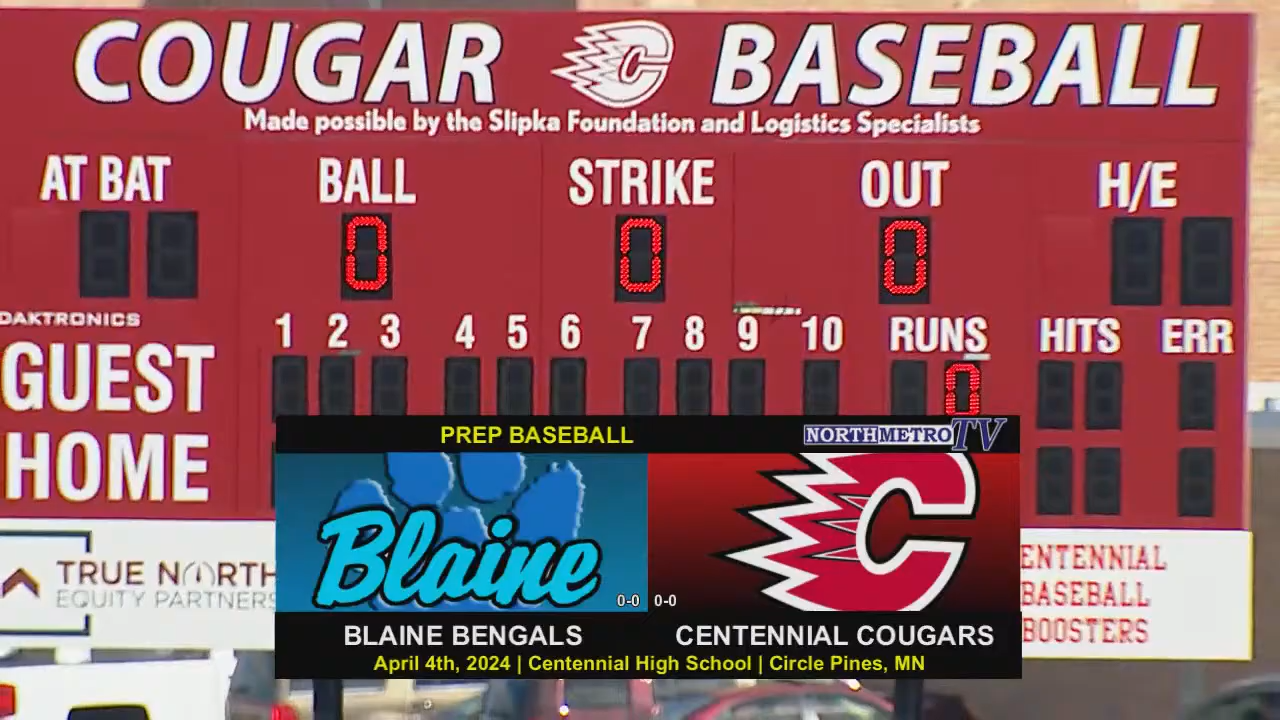 COUGAR C BASEBALL
Made possible by the Slipka Foundation and Logistics Specialists
AT BAT BALL STRIKE OUT H/E
0 0 0
DAKTRONICS
1 2 3 4 5 6 7 8 9 10 RUNS HITS ERR
GUEST 0
HOME
PREP BASEBALL NORTH METRO TV
Blaine C
0-0 0-0
BLAINE BENGALS CENTENNIAL COUGARS
April 4th, 2024 | Centennial High School | Circle Pines, MN
TRUE NORTH
EQUITY PARTNERS
ENTENNIAL
BASEBALL
BOOSTERS